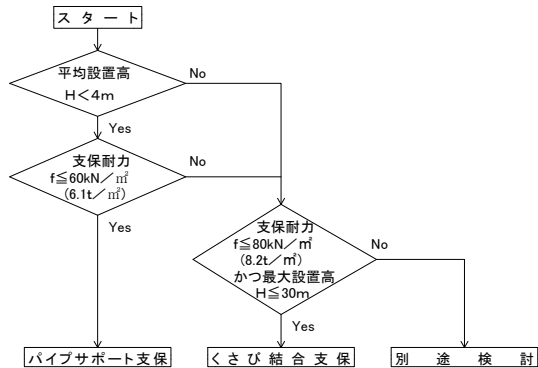 スタート
平均設置高
H＜4m
No
Yes
支保耐力
f≦60kN／㎡
(6.1t／㎡)
No
Yes
支保耐力
f≦80kN／㎡
(8.2t／㎡)
かつ最大設置高
H≦30m
No
Yes
パイプサポート支保
くさび結合支保
別途検討